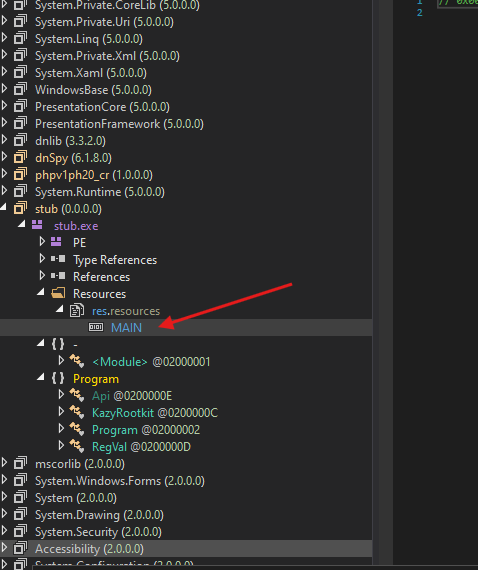 System.Private.CoreLib (5.0.0.0)
System.Private.Uri (5.0.0.0)
System.Linq (5.0.0.0)
System.Private.Xml (5.0.0.0)
System.Xaml (5.0.0.0)
WindowsBase (5.0.0.0)
PresentationCore (5.0.0.0)
PresentationFramework (5.0.0.0)
dnlib (3.3.2.0)
dnSpy (6.1.8.0)
phpv1ph20_cr (1.0.0.0)
System.Runtime (5.0.0.0)
stub (0.0.0.0)
stub.exe
PE
Type References
References
Resources
res.resources
MAIN
{ } -
<Module> @02000001
{ } Program
Api @0200000E
KazyRootkit @0200000C
Program @02000002
RegVal @0200000D
mscorlib (2.0.0.0)
System.Windows.Forms (2.0.0.0)
System (2.0.0.0)
System.Drawing (2.0.0.0)
System.Security (2.0.0.0)
Accessibility (2.0.0.0)
System.Configuration (2.0.0.0)
1
2